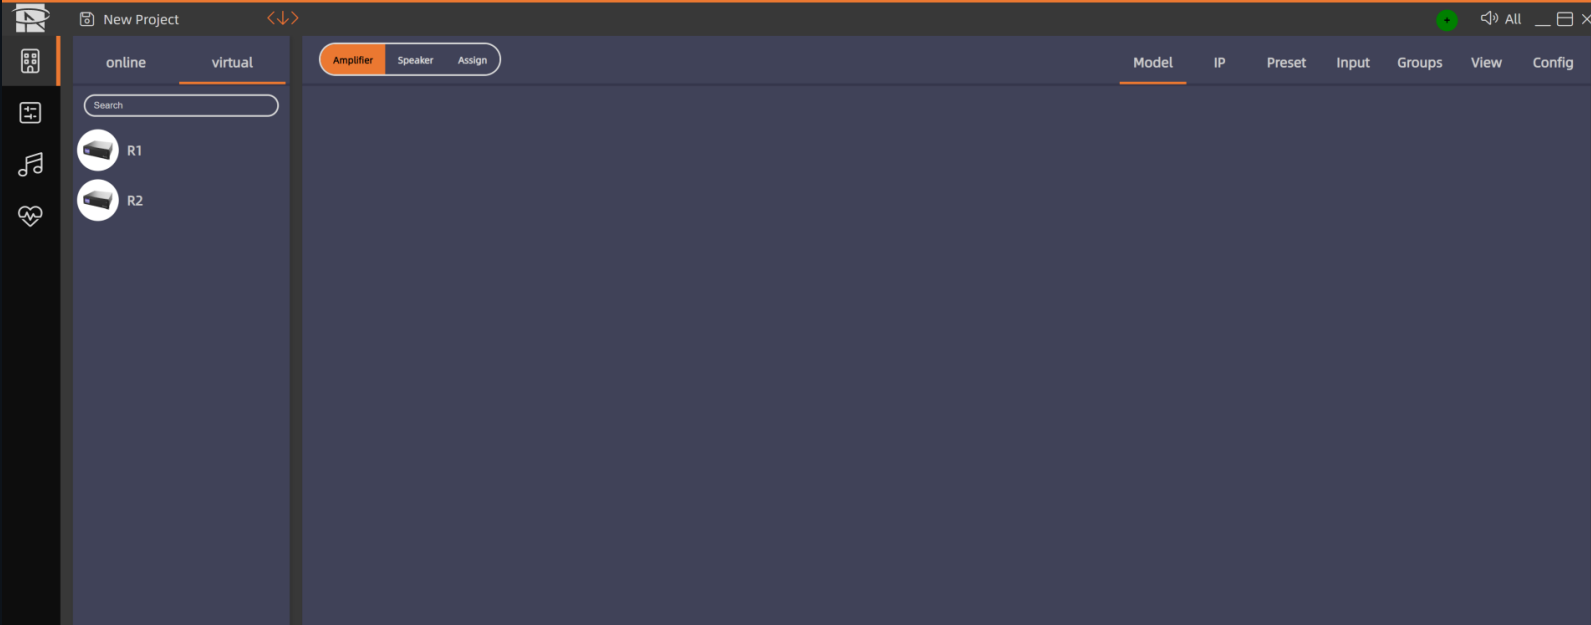 New Project
All
online virtual
Amplifier Speaker Assign
Model IP Preset Input Groups View Config
Search
R1
R2